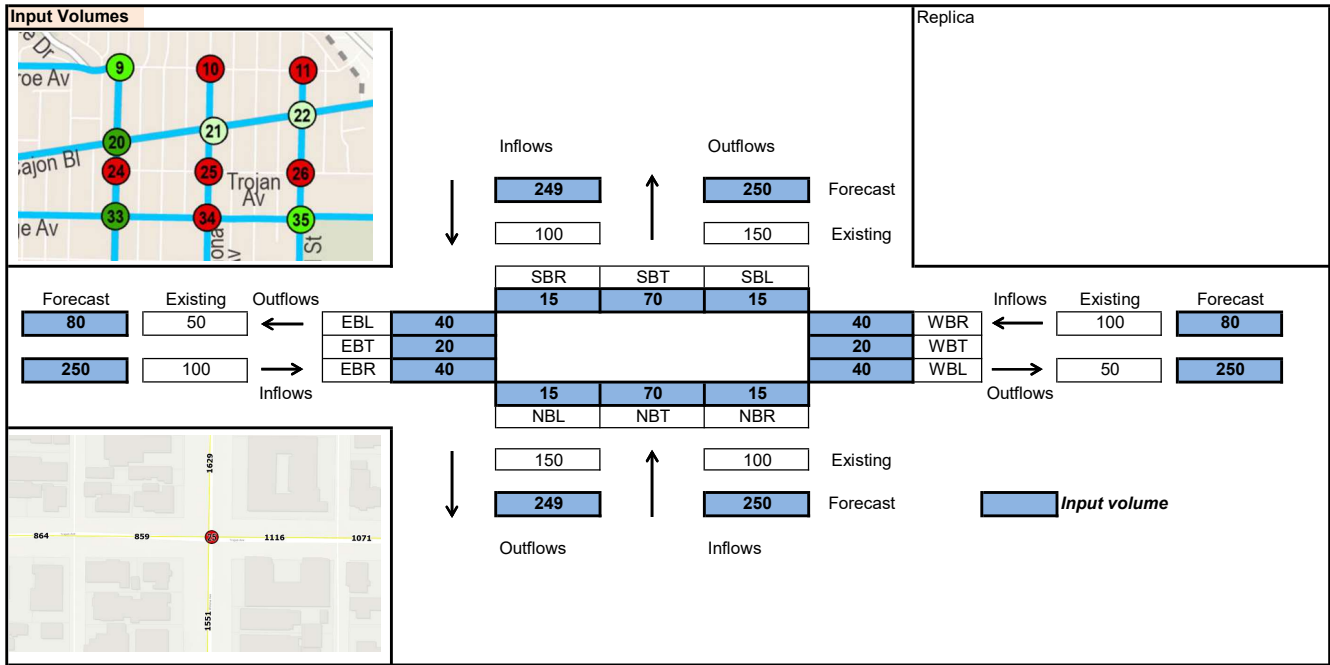 Input Volumes
Replica
a Dr
roe Av
9
10
11
22
21
20
ajon Bl
24
25
26
Trojan
Av
33
34
35
ge Av
ona
v
St
Inflows Outflows
249 250 Forecast
100 150 Existing
SBR SBT SBL
15 70 15
Forecast Existing Outflows
Inflows Existing Forecast
80 50 EBL 40
40 WBR 100 80
EBT 20
20 WBT
250 100 EBR 40
40 WBL 50 250
Inflows
Outflows
15 70 15
NBL NBT NBR
150 100 Existing
249 250 Forecast
Outflows Inflows
Input volume
1629
864 859 75 1116 1071
1551